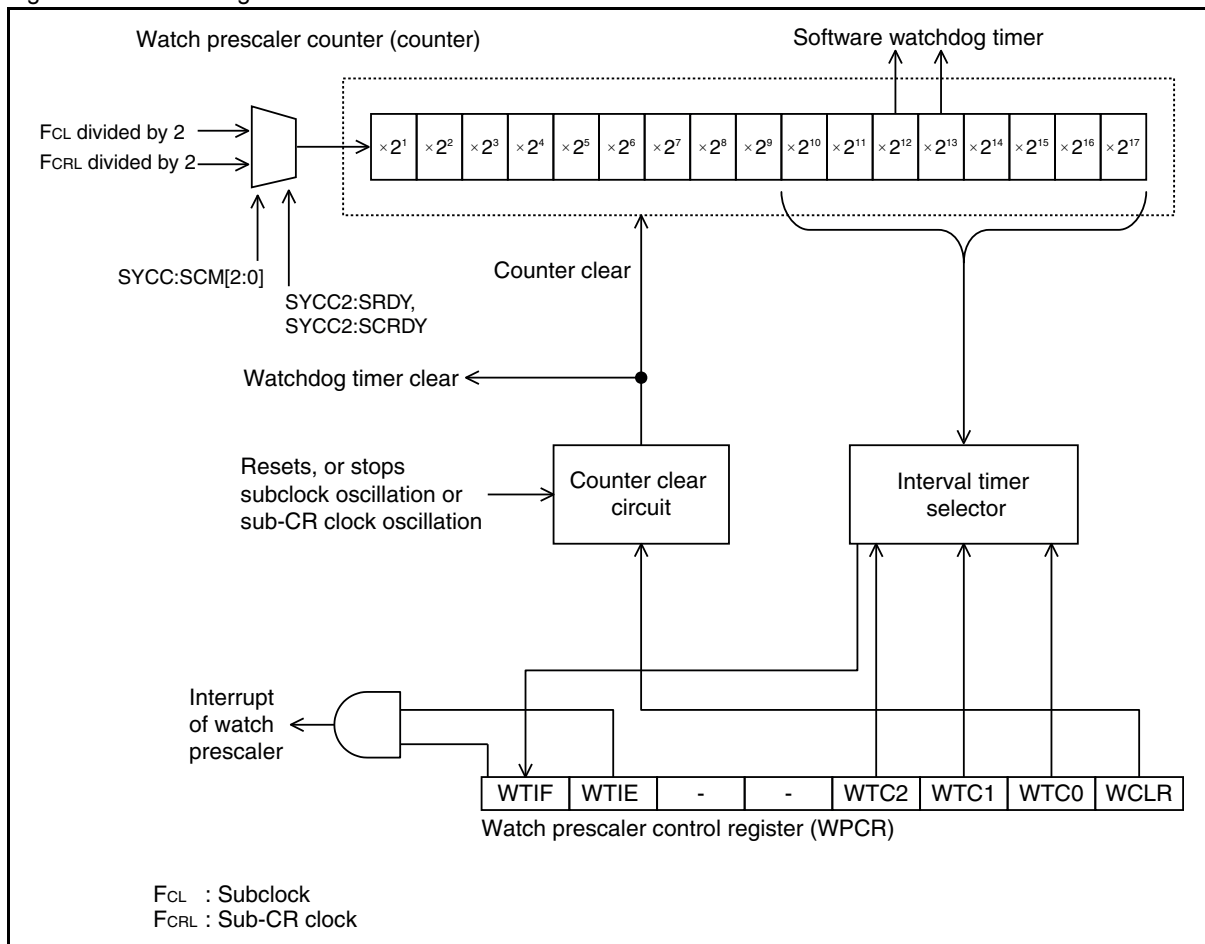 Watch prescaler counter (counter)
Software watchdog timer
FCL divided by 2
FCRL divided by 2
×2¹ ×2² ×2³ ×2⁴ ×2⁵ ×2⁶ ×2⁷ ×2⁸ ×2⁹ ×2¹⁰ ×2¹¹ ×2¹² ×2¹³ ×2¹⁴ ×2¹⁵ ×2¹⁶ ×2¹⁷
SYCC:SCM[2:0]
SYCC2:SRDY,
SYCC2:SCRDY
Counter clear
Watchdog timer clear
Resets, or stops
subclock oscillation or
sub-CR clock oscillation
Counter clear
circuit
Interval timer
selector
Interrupt
of watch
prescaler
WTIF WTIE - - WTC2 WTC1 WTC0 WCLR
Watch prescaler control register (WPCR)
FCL : Subclock
FCRL : Sub-CR clock